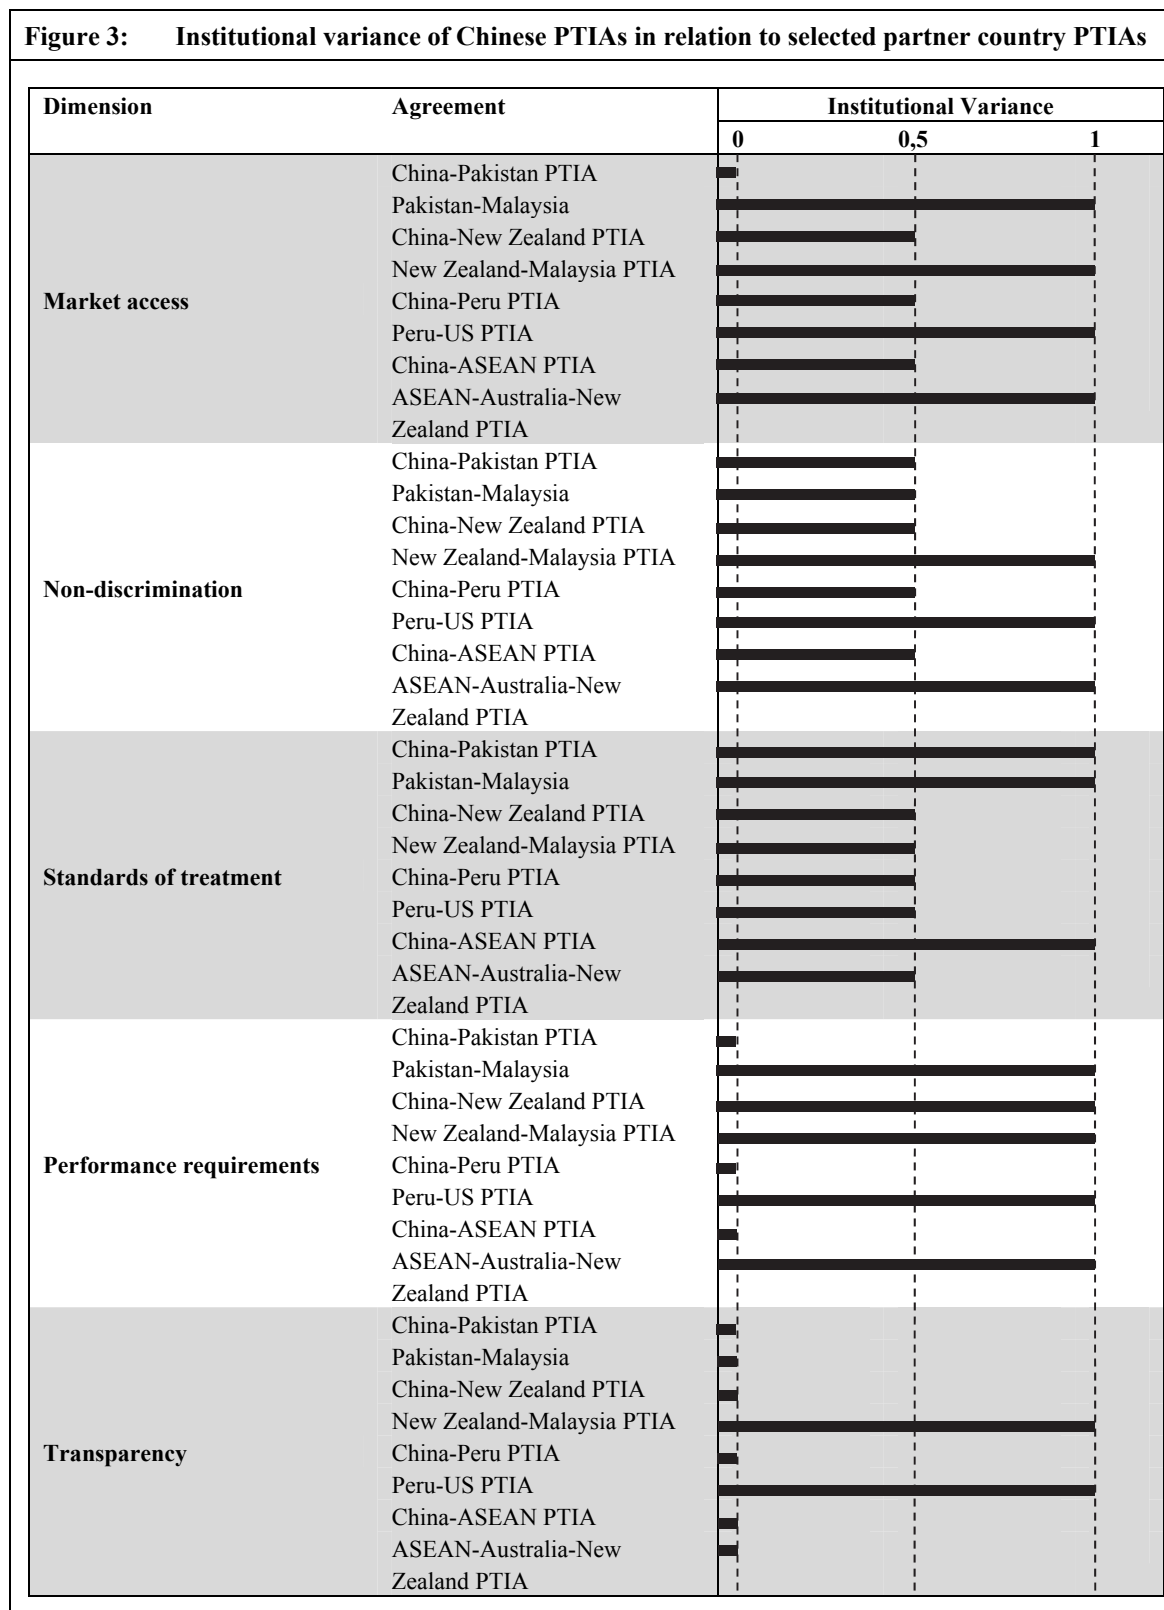 Figure 3: Institutional variance of Chinese PTIAs in relation to selected partner country PTIAs
Dimension Agreement Institutional Variance
0 0,5 1
Market access
China-Pakistan PTIA
Pakistan-Malaysia
China-New Zealand PTIA
New Zealand-Malaysia PTIA
China-Peru PTIA
Peru-US PTIA
China-ASEAN PTIA
ASEAN-Australia-New
Zealand PTIA
Non-discrimination
China-Pakistan PTIA
Pakistan-Malaysia
China-New Zealand PTIA
New Zealand-Malaysia PTIA
China-Peru PTIA
Peru-US PTIA
China-ASEAN PTIA
ASEAN-Australia-New
Zealand PTIA
Standards of treatment
China-Pakistan PTIA
Pakistan-Malaysia
China-New Zealand PTIA
New Zealand-Malaysia PTIA
China-Peru PTIA
Peru-US PTIA
China-ASEAN PTIA
ASEAN-Australia-New
Zealand PTIA
Performance requirements
China-Pakistan PTIA
Pakistan-Malaysia
China-New Zealand PTIA
New Zealand-Malaysia PTIA
China-Peru PTIA
Peru-US PTIA
China-ASEAN PTIA
ASEAN-Australia-New
Zealand PTIA
Transparency
China-Pakistan PTIA
Pakistan-Malaysia
China-New Zealand PTIA
New Zealand-Malaysia PTIA
China-Peru PTIA
Peru-US PTIA
China-ASEAN PTIA
ASEAN-Australia-New
Zealand PTIA